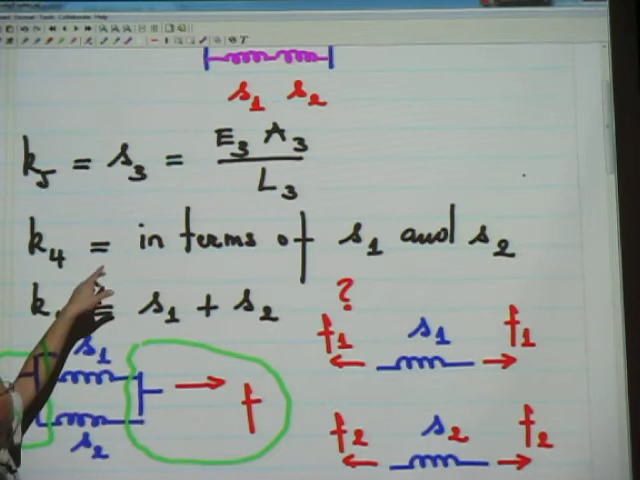 s1 s2
k5 = s3 = E3 A3 / L3
k4 = in terms of s1 and s2
= s1 + s2
?
s1
s2
f
f1 s1 f1
f2 s2 f2